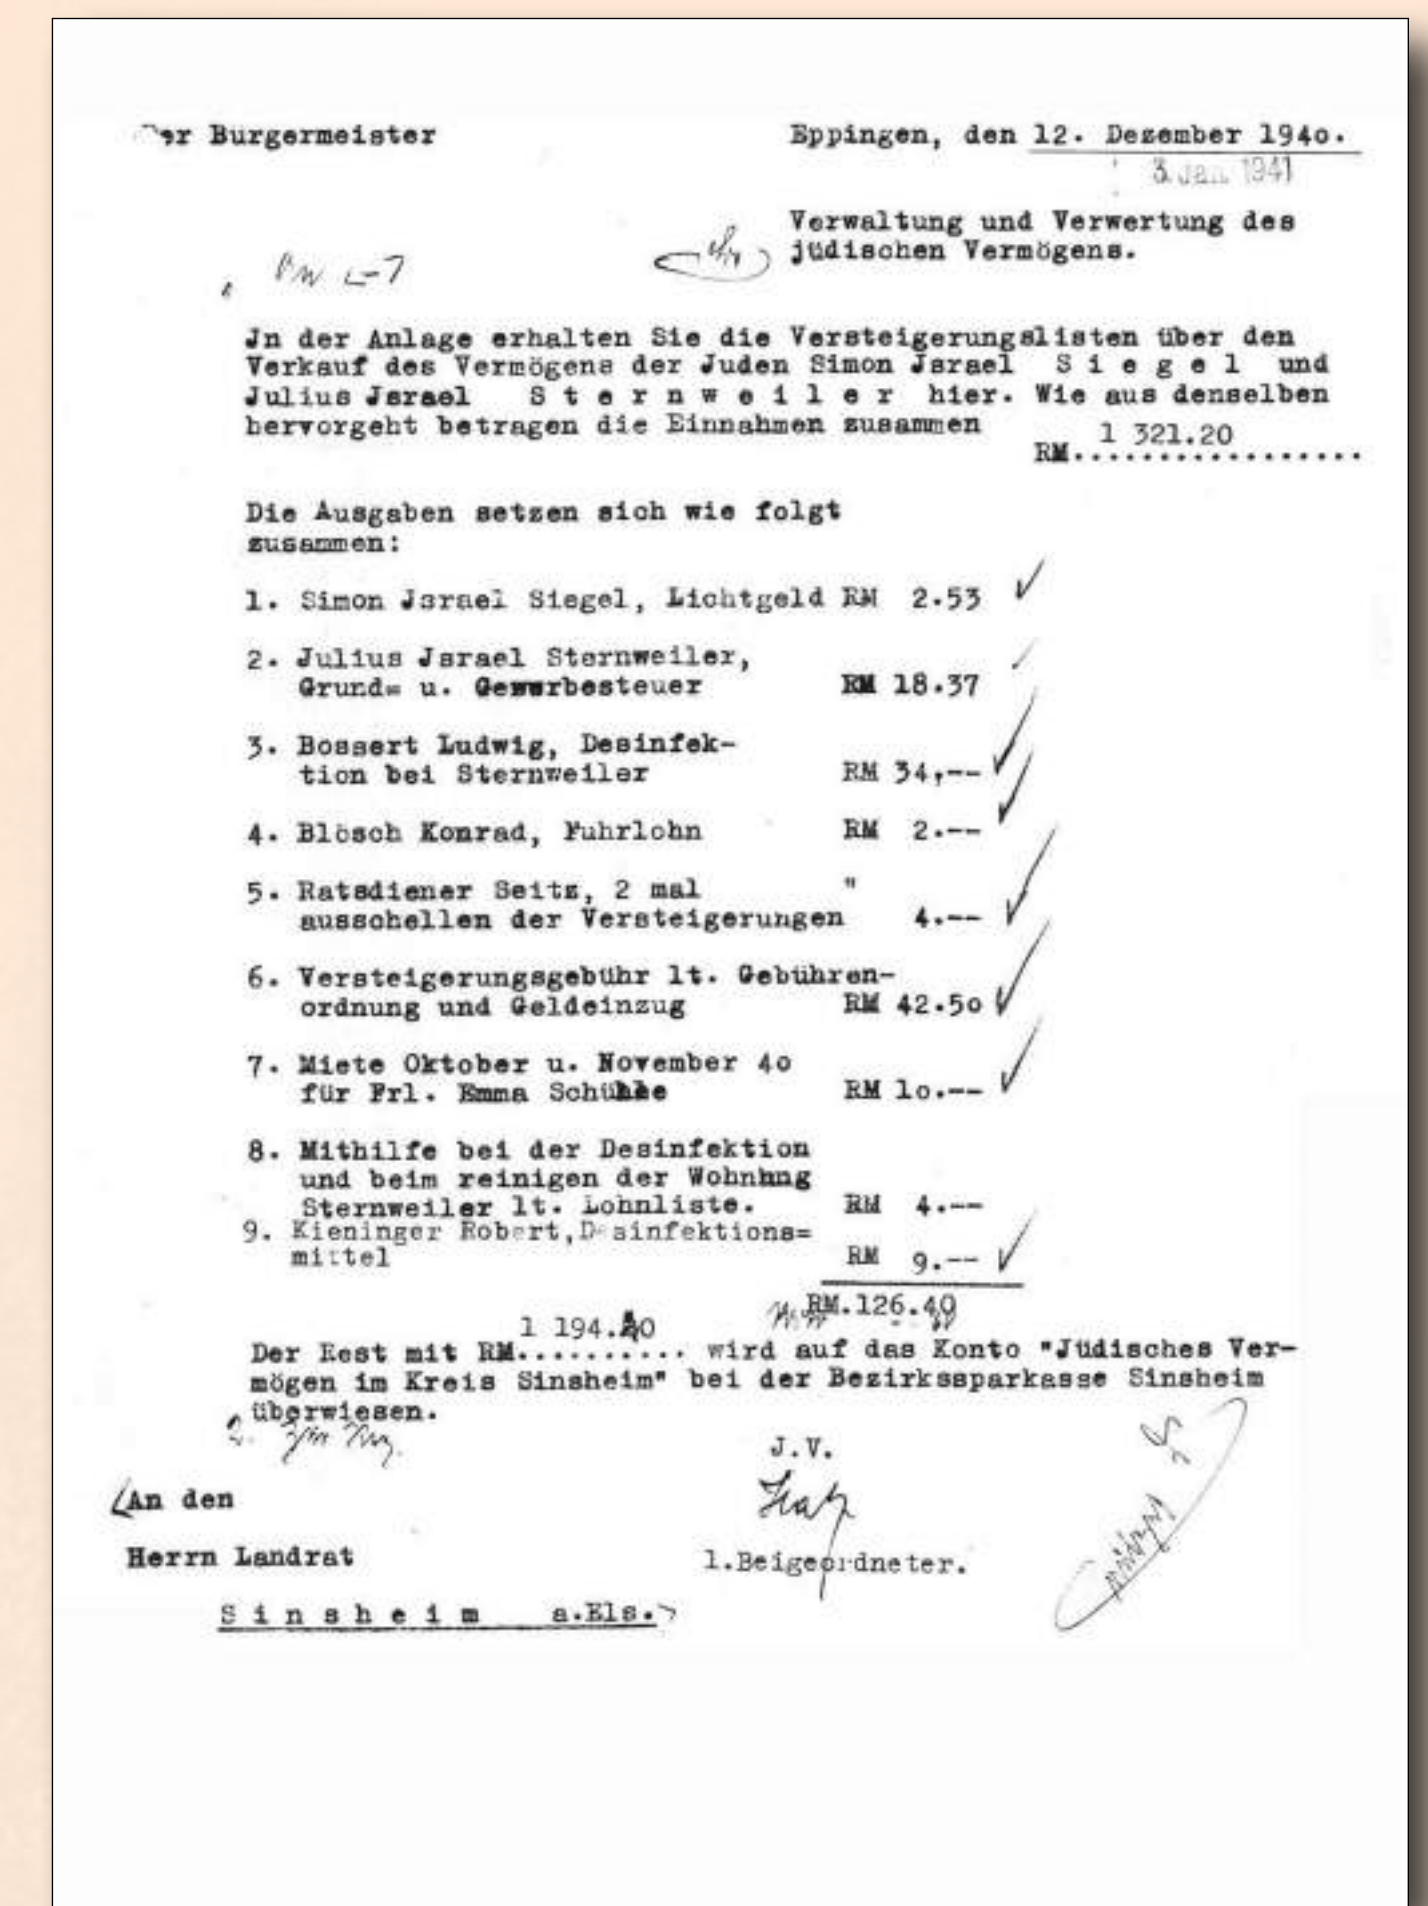 Der Bürgermeister
Eppingen, den 12. Dezember 194o.
3. Jan. 1941
Verwaltung und Verwertung des
jüdischen Vermögens.
Jn der Anlage erhalten Sie die Versteigerungslisten über den
Verkauf des Vermögens der Juden Simon Jsrael S i e g e l und
Julius Jsrael S t e r n w e i l e r hier. Wie aus denselben
hervorgeht betragen die Einnahmen zusammen
1 321.20
RM.................
Die Ausgaben setzen sich wie folgt
zusammen:
1. Simon Jsrael Siegel, Lichtgeld RM 2.53
2. Julius Jsrael Sternweiler,
Grund= u. Gewerbesteuer RM 18.37
3. Bossert Ludwig, Desinfek-
tion bei Sternweiler RM 34,--
4. Blösch Konrad, Fuhrlohn RM 2.--
5. Ratsdiener Seitz, 2 mal "
ausschellen der Versteigerungen 4.--
6. Versteigerungsgebühr lt. Gebühren-
ordnung und Geldeinzug RM 42.5o
7. Miete Oktober u. November 4o
für Frl. Emma RM 1o.--
8. Mithilfe bei der Desinfektion
und beim reinigen der Wohnung
Sternweiler lt. Lohnliste. RM 4.--
9. Kieninger Robert, Desinfektions=
mittel RM 9.--
RM.126.40
1 194.80
Der Rest mit RM.......... wird auf das Konto "Jüdisches Ver-
mögen im Kreis Sinsheim" bei der Bezirkssparkasse Sinsheim
überwiesen.
2.
J.V.
An den
Herrn Landrat
1.Beigeordneter.
S i n s h e i m a.Els.